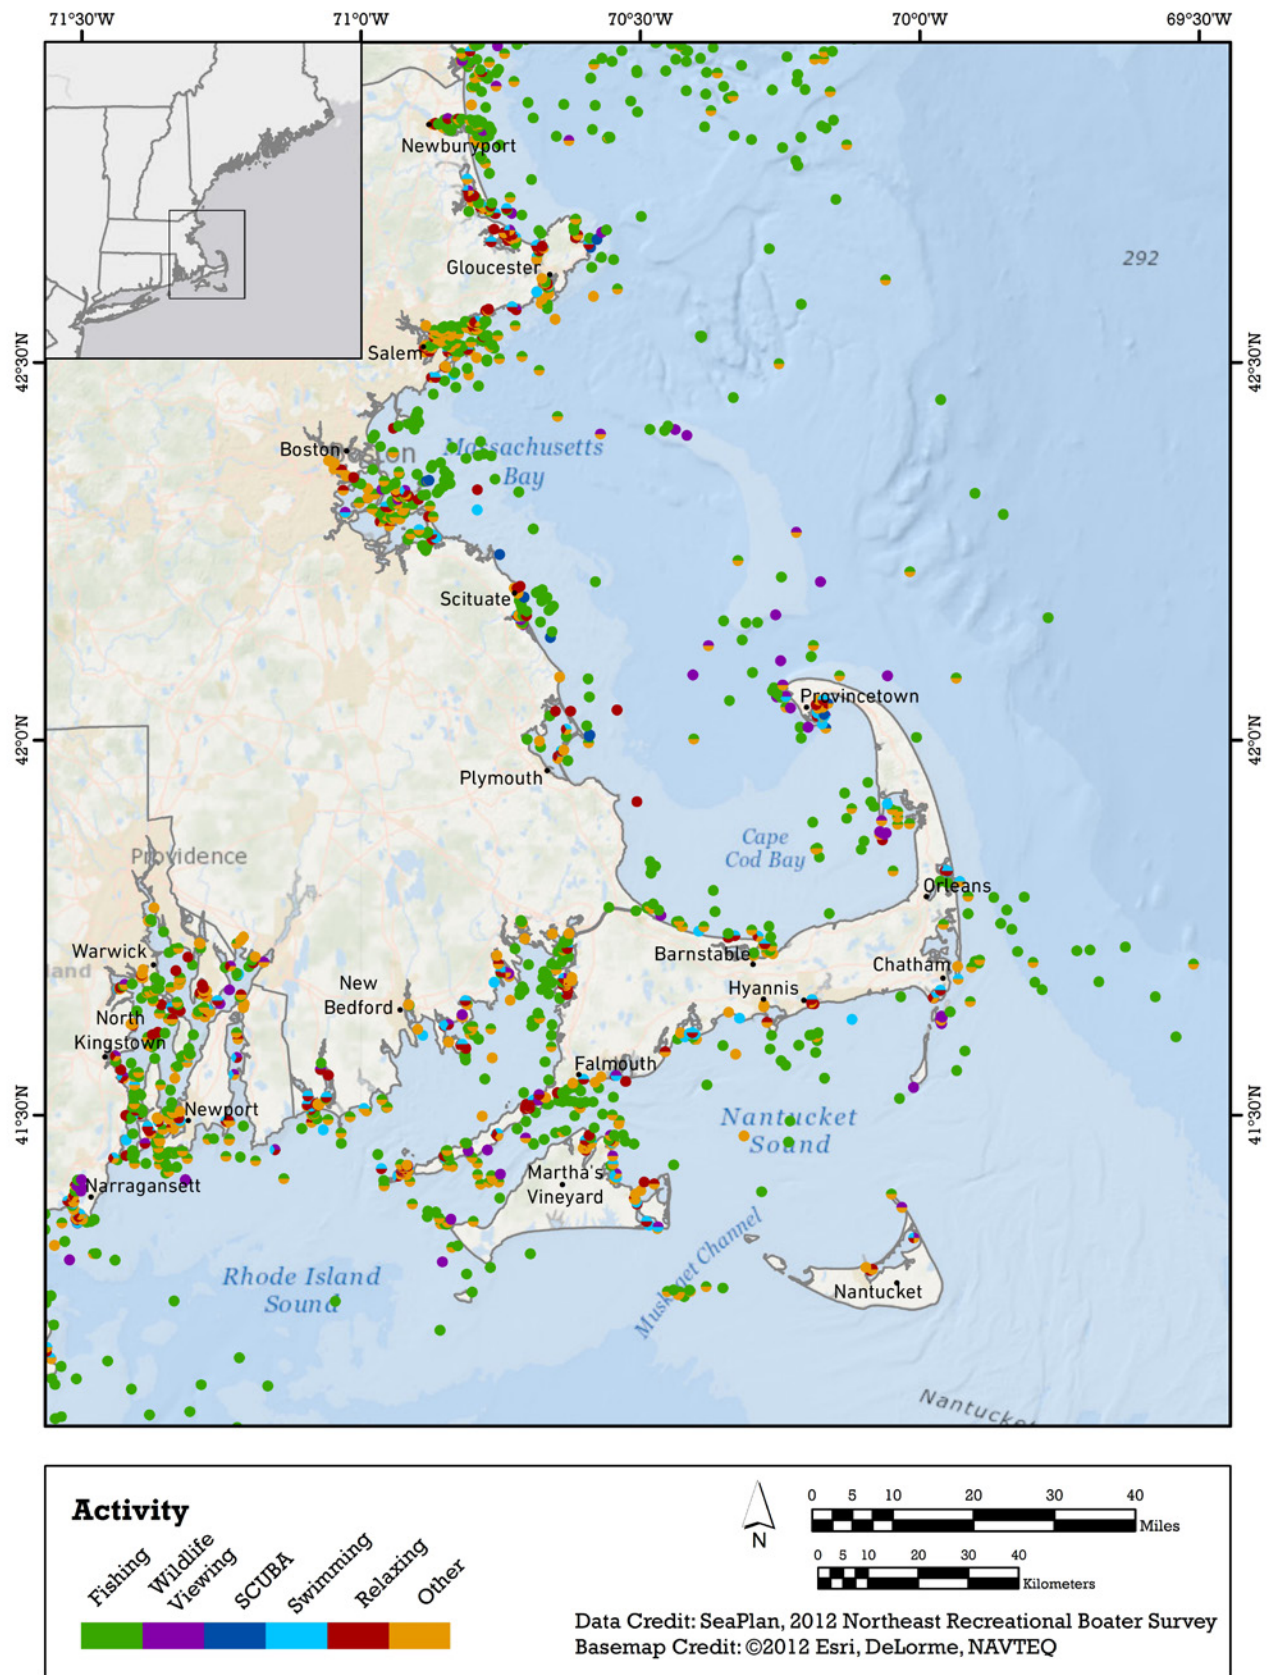 71°30'W 71°0'W 70°30'W 70°0'W 69°30'W
Newburyport
292
Gloucester
42°30'N
Salem
42°30'N
Boston
Boston
Massachusetts
Bay
Scituate
Provincetown
42°0'N
42°0'N
Plymouth
Cape
Cod Bay
Providence
Orleans
Warwick
Barnstable
Chatham
land
New
Bedford
Hyannis
North
Kingstown
Falmouth
41°30'N
Newport
Nantucket
Sound
41°30'N
Martha's
Vineyard
Narragansett
Muskeget Channel
Rhode Island
Sound
Nantucket
Nantucket
Activity
Fishing
Wildlife
Viewing
SCUBA
Swimming
Relaxing
Other
N
0 5 10 20 30 40
Miles
0 5 10 20 30 40
Kilometers
Data Credit: SeaPlan, 2012 Northeast Recreational Boater Survey
Basemap Credit: ©2012 Esri, DeLorme, NAVTEQ